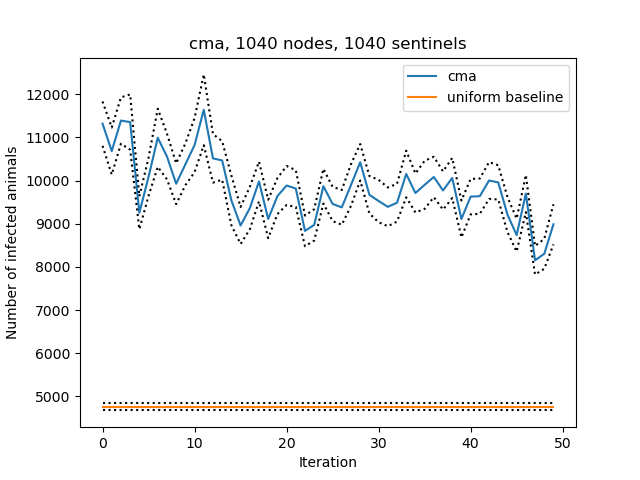 cma, 1040 nodes, 1040 sentinels
cma
uniform baseline
Number of infected animals
12000
11000
10000
9000
8000
7000
6000
5000
0 10 20 30 40 50
Iteration